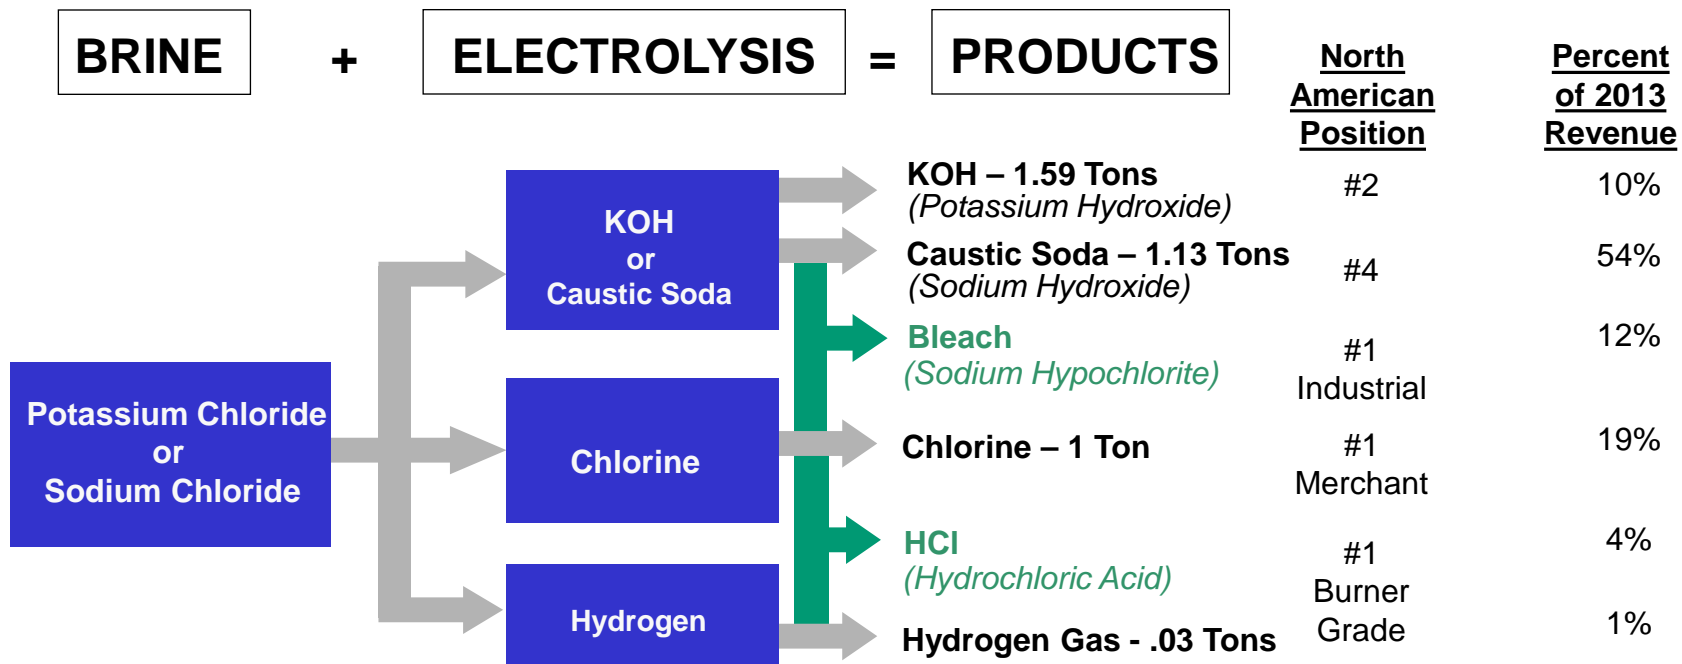 BRINE + ELECTROLYSIS = PRODUCTS
North
American
Position
Percent
of 2013
Revenue
Potassium Chloride
or
Sodium Chloride
KOH
or
Caustic Soda
Chlorine
Hydrogen
KOH – 1.59 Tons
(Potassium Hydroxide)
#2
10%
Caustic Soda – 1.13 Tons
(Sodium Hydroxide)
#4
54%
Bleach
(Sodium Hypochlorite)
#1
Industrial
12%
Chlorine – 1 Ton
#1
Merchant
19%
HCl
(Hydrochloric Acid)
#1
Burner
Grade
4%
Hydrogen Gas - .03 Tons
1%